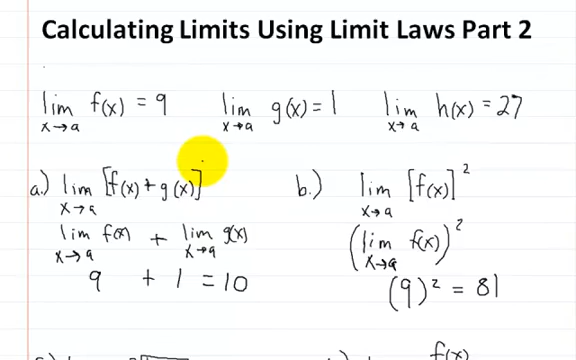 Calculating Limits Using Limit Laws Part 2
lim x→a f(x) = 9 lim x→a g(x) = 1 lim x→a h(x) = 27
a.) lim x→a [f(x) + g(x)] b.) lim x→a [f(x)]²
lim x→a f(x) + lim x→a g(x) (lim x→a f(x))²
9 + 1 = 10 (9)² = 81
f(x)